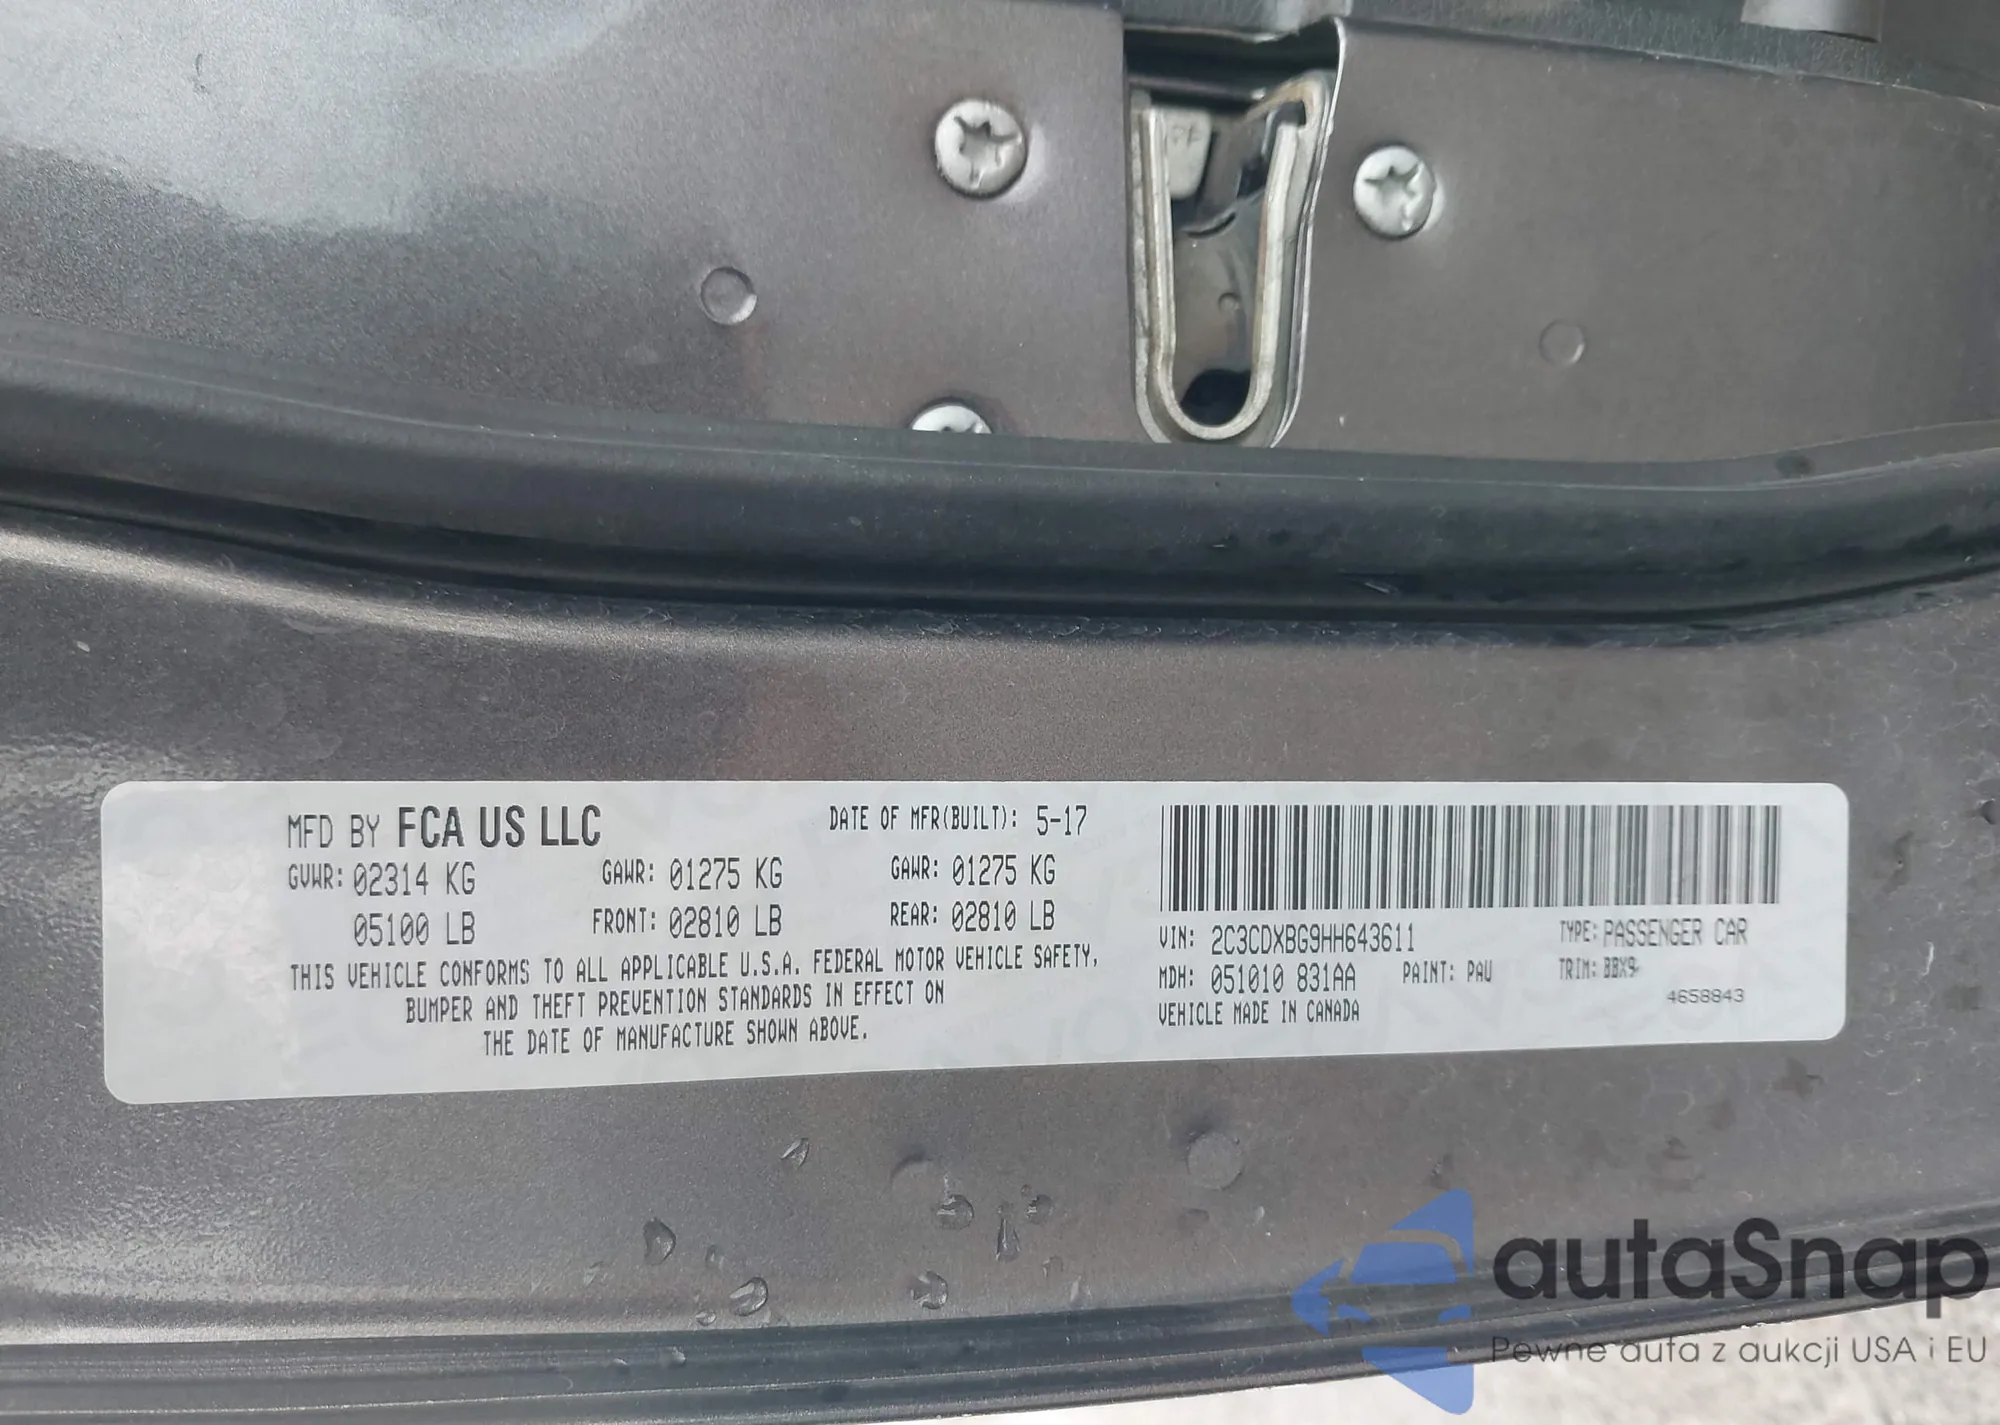 MFD BY FCA US LLC
DATE OF MFR(BUILT): 5-17
GVWR: 02314 KG
GAWR: 01275 KG
GAWR: 01275 KG
05100 LB
FRONT: 02810 LB
REAR: 02810 LB
THIS VEHICLE CONFORMS TO ALL APPLICABLE U.S.A. FEDERAL MOTOR VEHICLE SAFETY,
BUMPER AND THEFT PREVENTION STANDARDS IN EFFECT ON
THE DATE OF MANUFACTURE SHOWN ABOVE.
VIN: 2C3CDXBG9HH643611
TYPE: PASSENGER CAR
MDH: 051010 831AA
PAINT: PAU
TRIM: BBX9
VEHICLE MADE IN CANADA
4658843
autaSnap
Pewne auta z aukcji USA i EU